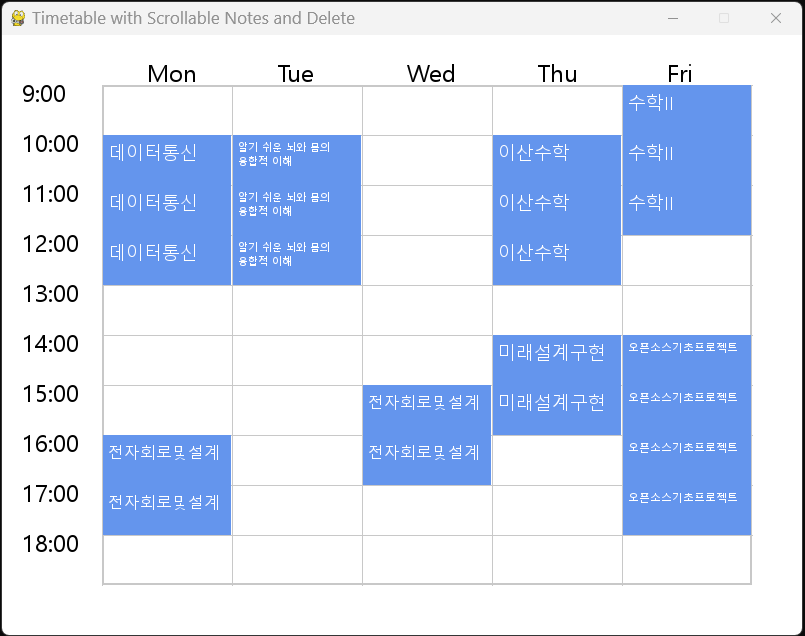 Timetable with Scrollable Notes and Delete
Mon Tue Wed Thu Fri
9:00 수학II
10:00 데이터통신 알기 쉬운 뇌와 몸의 이산수학 수학II
융합적 이해
11:00 데이터통신 알기 쉬운 뇌와 몸의 이산수학 수학II
융합적 이해
12:00 데이터통신 알기 쉬운 뇌와 몸의 이산수학
융합적 이해
13:00
14:00 미래설계구현 오픈소스기초프로젝트
15:00 전자회로및설계 미래설계구현 오픈소스기초프로젝트
16:00 전자회로및설계 전자회로및설계 오픈소스기초프로젝트
17:00 전자회로및설계 오픈소스기초프로젝트
18:00